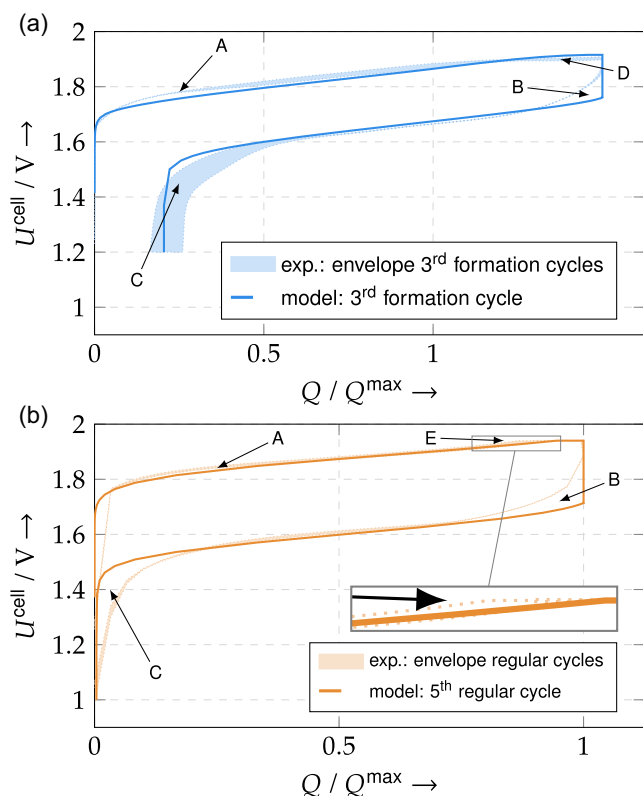 (a)
2
1.8
1.6
1.4
1.2
1
U^cell / V →
A
B
D
C
exp.: envelope 3rd formation cycles
model: 3rd formation cycle
0
0.5
1
Q / Q^max →
(b)
2
1.8
1.6
1.4
1.2
1
U^cell / V →
A
E
B
C
exp.: envelope regular cycles
model: 5th regular cycle
0
0.5
1
Q / Q^max →